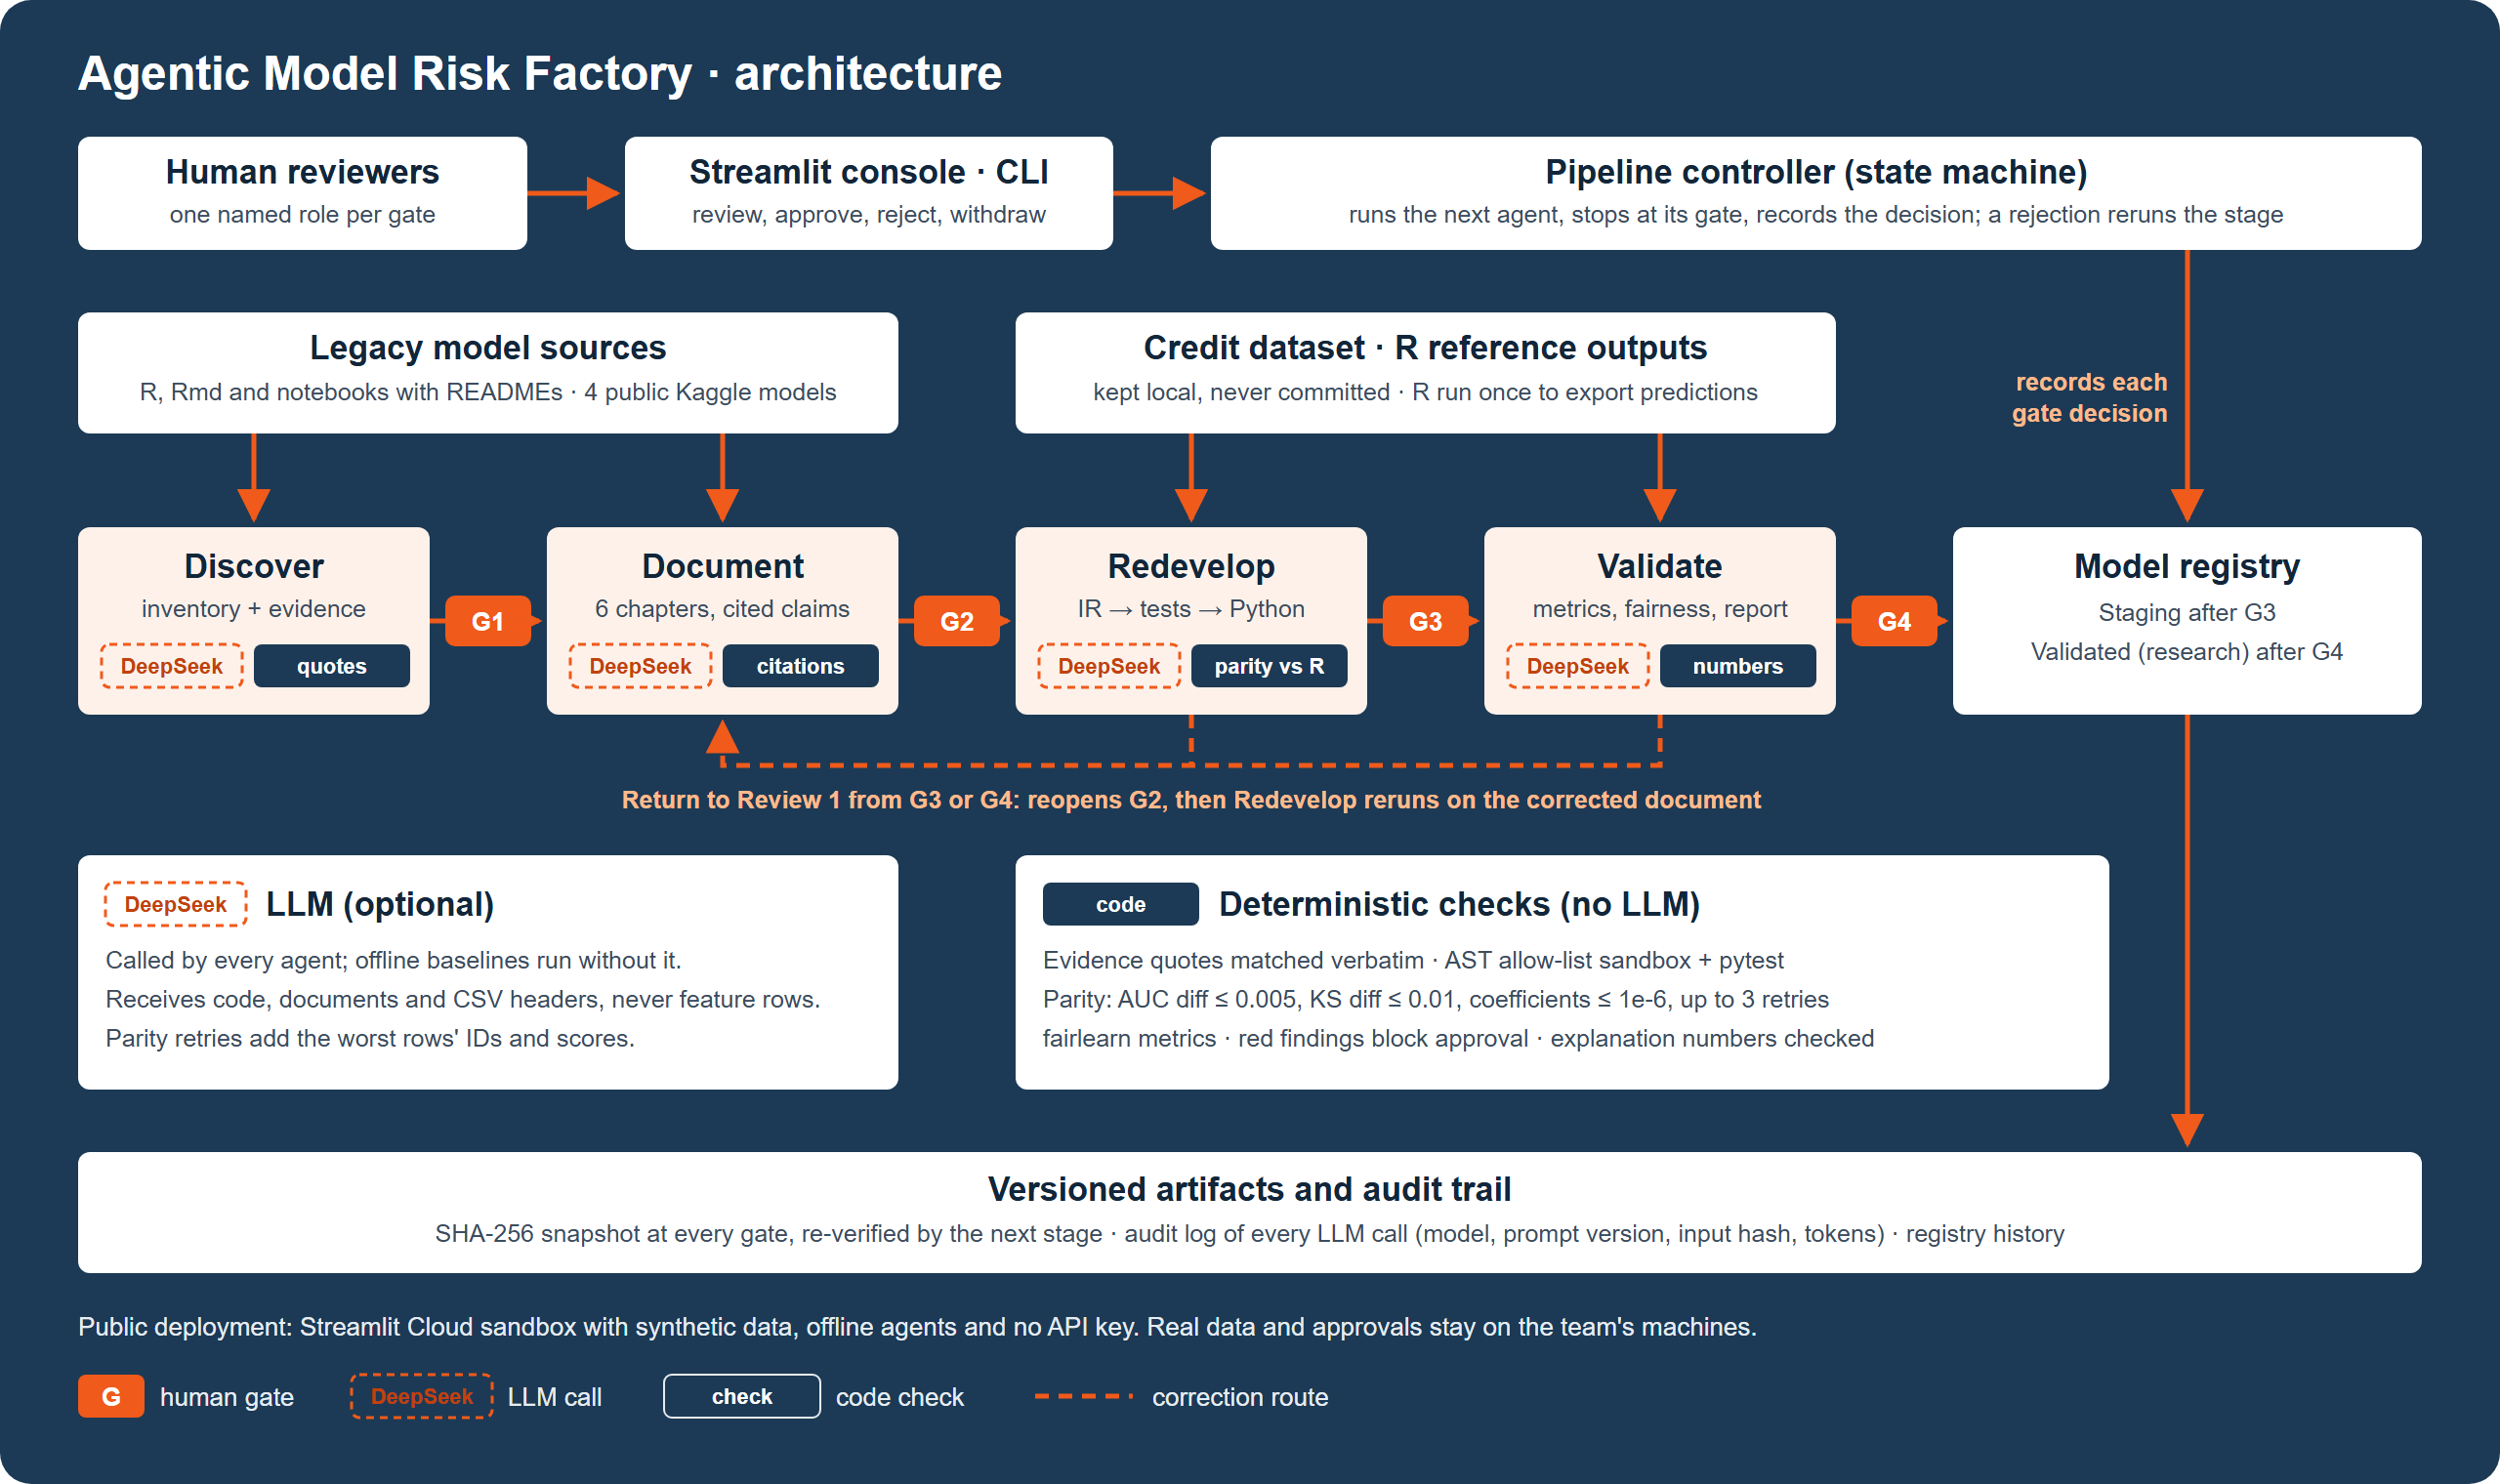 Agentic Model Risk Factory · architecture
Human reviewers
one named role per gate
Streamlit console · CLI
review, approve, reject, withdraw
Pipeline controller (state machine)
runs the next agent, stops at its gate, records the decision; a rejection reruns the stage
Legacy model sources
R, Rmd and notebooks with READMEs · 4 public Kaggle models
Credit dataset · R reference outputs
kept local, never committed · R run once to export predictions
records each
gate decision
Discover
inventory + evidence
DeepSeek
quotes
G1
Document
6 chapters, cited claims
DeepSeek
citations
G2
Redevelop
IR → tests → Python
DeepSeek
parity vs R
G3
Validate
metrics, fairness, report
DeepSeek
numbers
G4
Model registry
Staging after G3
Validated (research) after G4
Return to Review 1 from G3 or G4: reopens G2, then Redevelop reruns on the corrected document
DeepSeek
LLM (optional)
Called by every agent; offline baselines run without it.
Receives code, documents and CSV headers, never feature rows.
Parity retries add the worst rows' IDs and scores.
code
Deterministic checks (no LLM)
Evidence quotes matched verbatim · AST allow-list sandbox + pytest
Parity: AUC diff ≤ 0.005, KS diff ≤ 0.01, coefficients ≤ 1e-6, up to 3 retries
fairlearn metrics · red findings block approval · explanation numbers checked
Versioned artifacts and audit trail
SHA-256 snapshot at every gate, re-verified by the next stage · audit log of every LLM call (model, prompt version, input hash, tokens) · registry history
Public deployment: Streamlit Cloud sandbox with synthetic data, offline agents and no API key. Real data and approvals stay on the team's machines.
G
human gate
DeepSeek
LLM call
check
code check
correction route